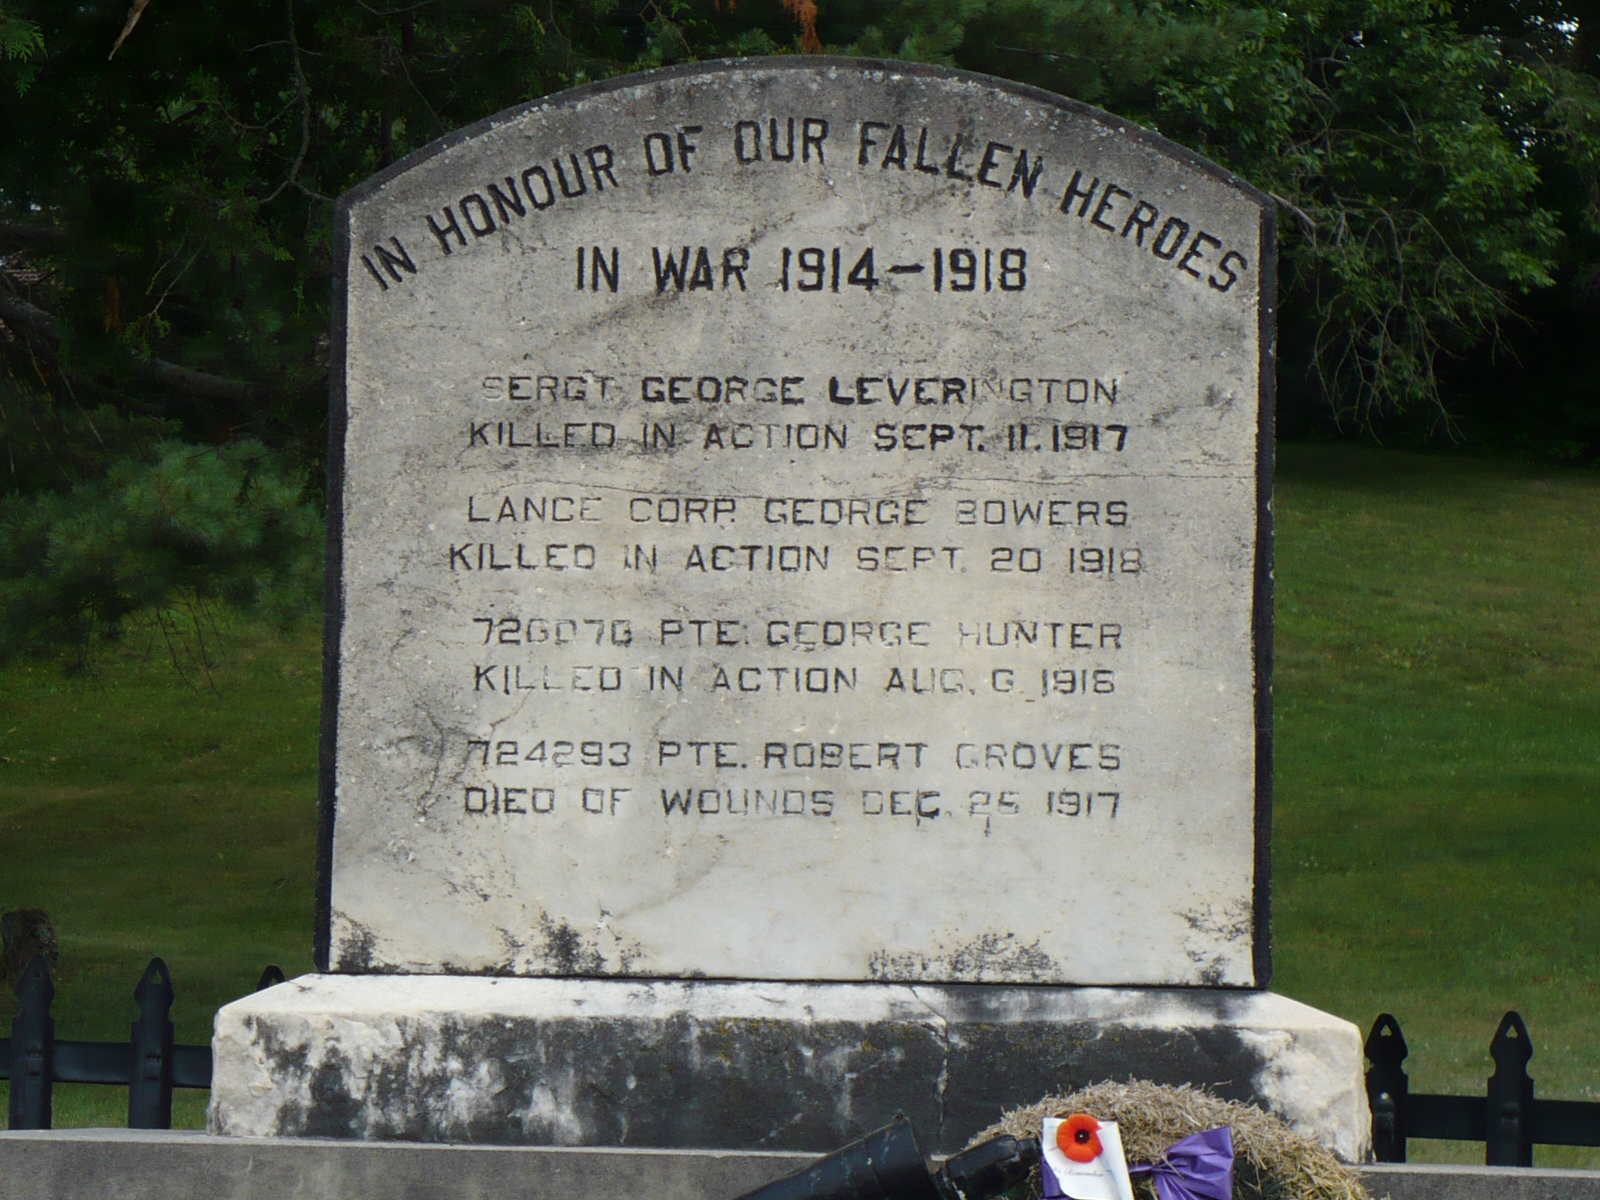 IN HONOUR OF OUR FALLEN HEROES
IN WAR 1914-1918
SERGT GEORGE LEVERINGTON
KILLED IN ACTION SEPT. 11. 1917
LANCE CORP. GEORGE BOWERS
KILLED IN ACTION SEPT. 20 1918
726076 PTE. GEORGE HUNTER
KILLED IN ACTION AUG. 6 1918
724293 PTE. ROBERT GROVES
DIED OF WOUNDS DEC. 25 1917